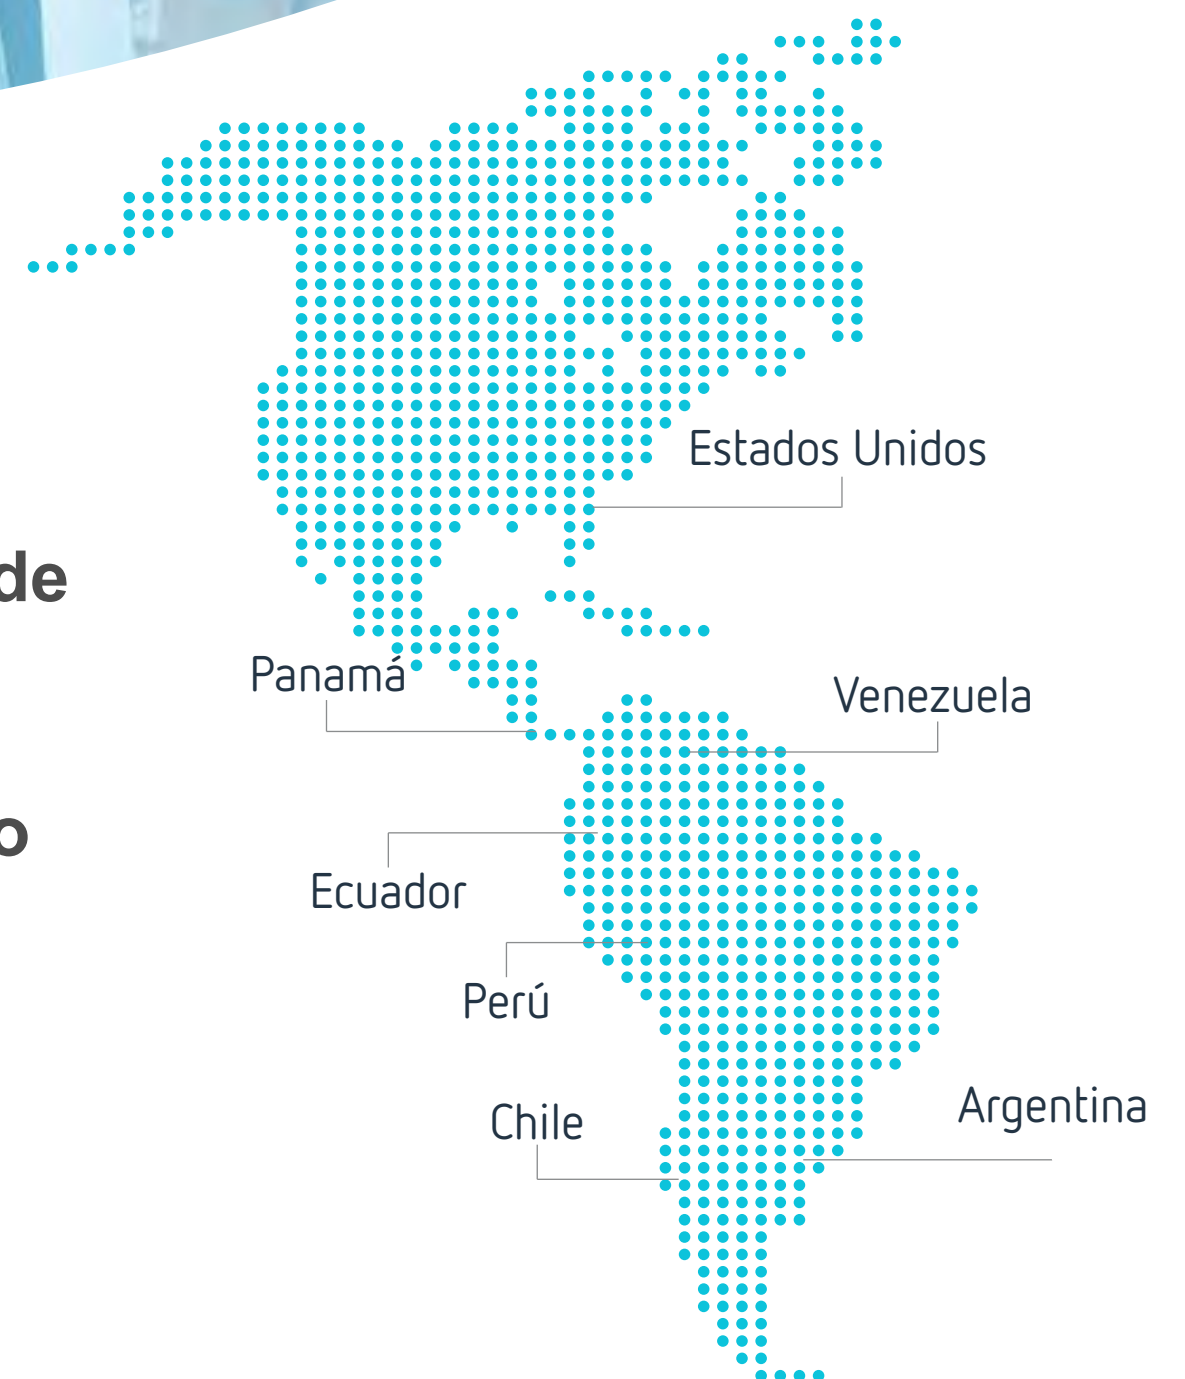 Estados Unidos
de
Panamá
Venezuela
o
Ecuador
Perú
Argentina
Chile